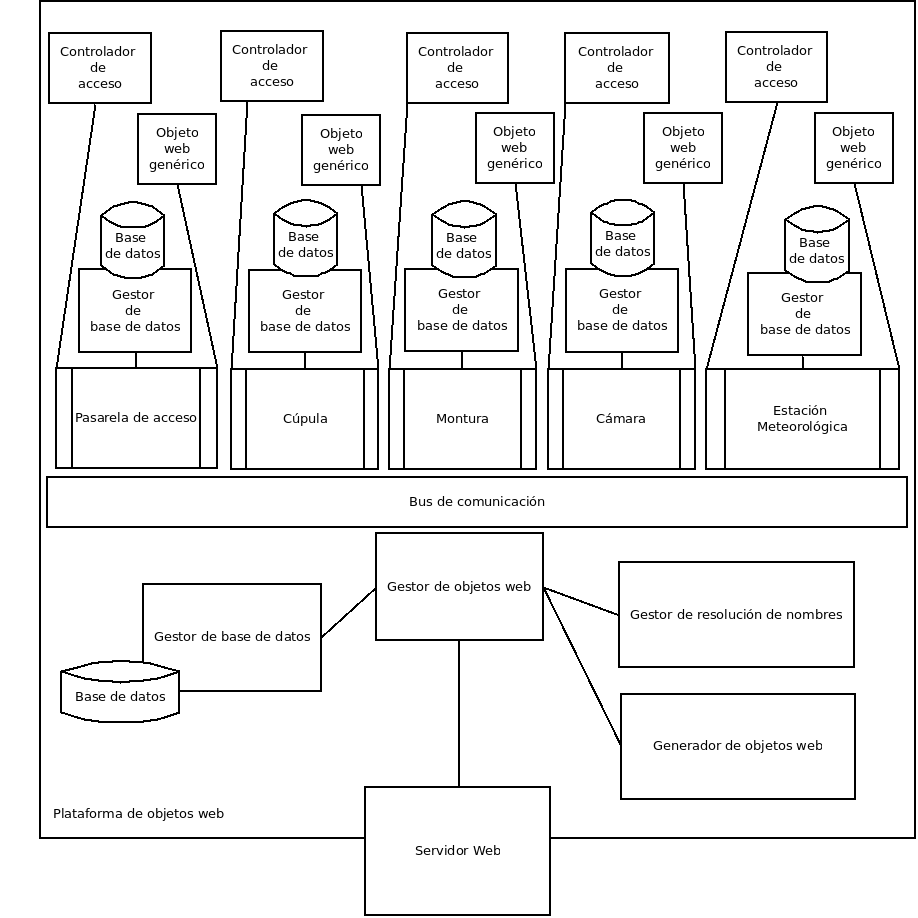 Controlador
de
acceso
Controlador
de
acceso
Controlador
de
acceso
Controlador
de
acceso
Controlador
de
acceso
Objeto
web
genérico
Objeto
web
genérico
Objeto
web
genérico
Objeto
web
genérico
Objeto
web
genérico
Base
de datos
Base
de datos
Base
de datos
Base
de datos
Base
de datos
Gestor
de
base de datos
Gestor
de
base de datos
Gestor
de
base de datos
Gestor
de
base de datos
Gestor
de
base de datos
Pasarela de acceso
Cúpula
Montura
Cámara
Estación
Meteorológica
Bus de comunicación
Gestor de objetos web
Gestor de base de datos
Base de datos
Gestor de resolución de nombres
Generador de objetos web
Plataforma de objetos web
Servidor Web